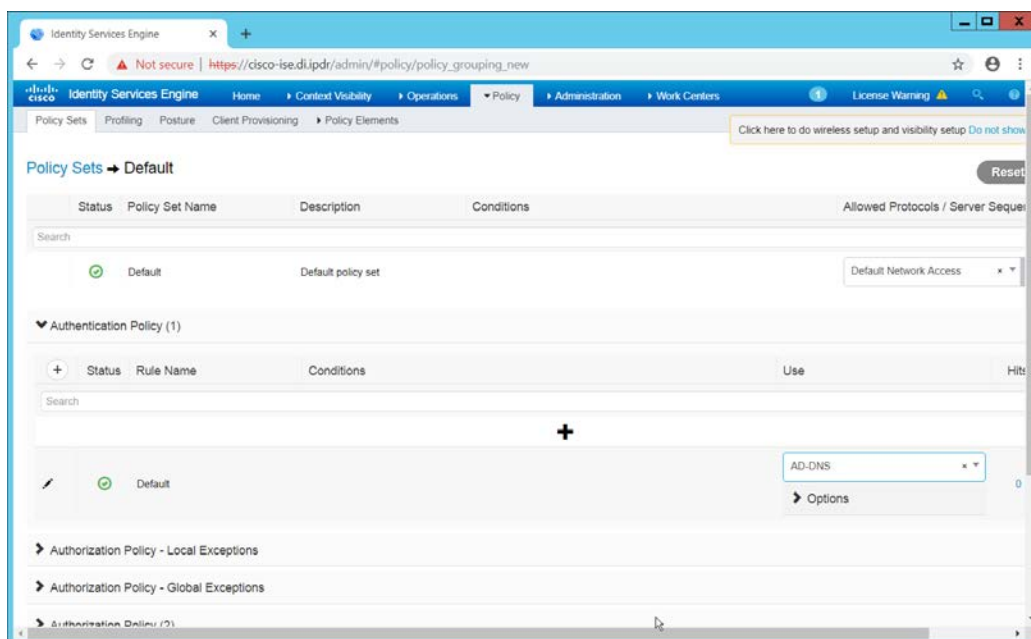 Identity Services Engine
Not secure | https://cisco-ise.di.ipdr/admin/#policy/policy_grouping_new
cisco Identity Services Engine Home Context Visibility Operations Policy Administration Work Centers 1 License Warning
Policy Sets Profiling Posture Client Provisioning Policy Elements
Click here to do wireless setup and visibility setup Do not show
Policy Sets → Default
Reset
Status Policy Set Name Description Conditions Allowed Protocols / Server Seque
Search
Default Default policy set Default Network Access
Authentication Policy (1)
+ Status Rule Name Conditions Use Hits
Search
Default AD-DNS 0
Options
Authorization Policy - Local Exceptions
Authorization Policy - Global Exceptions
Authorization Policy (2)